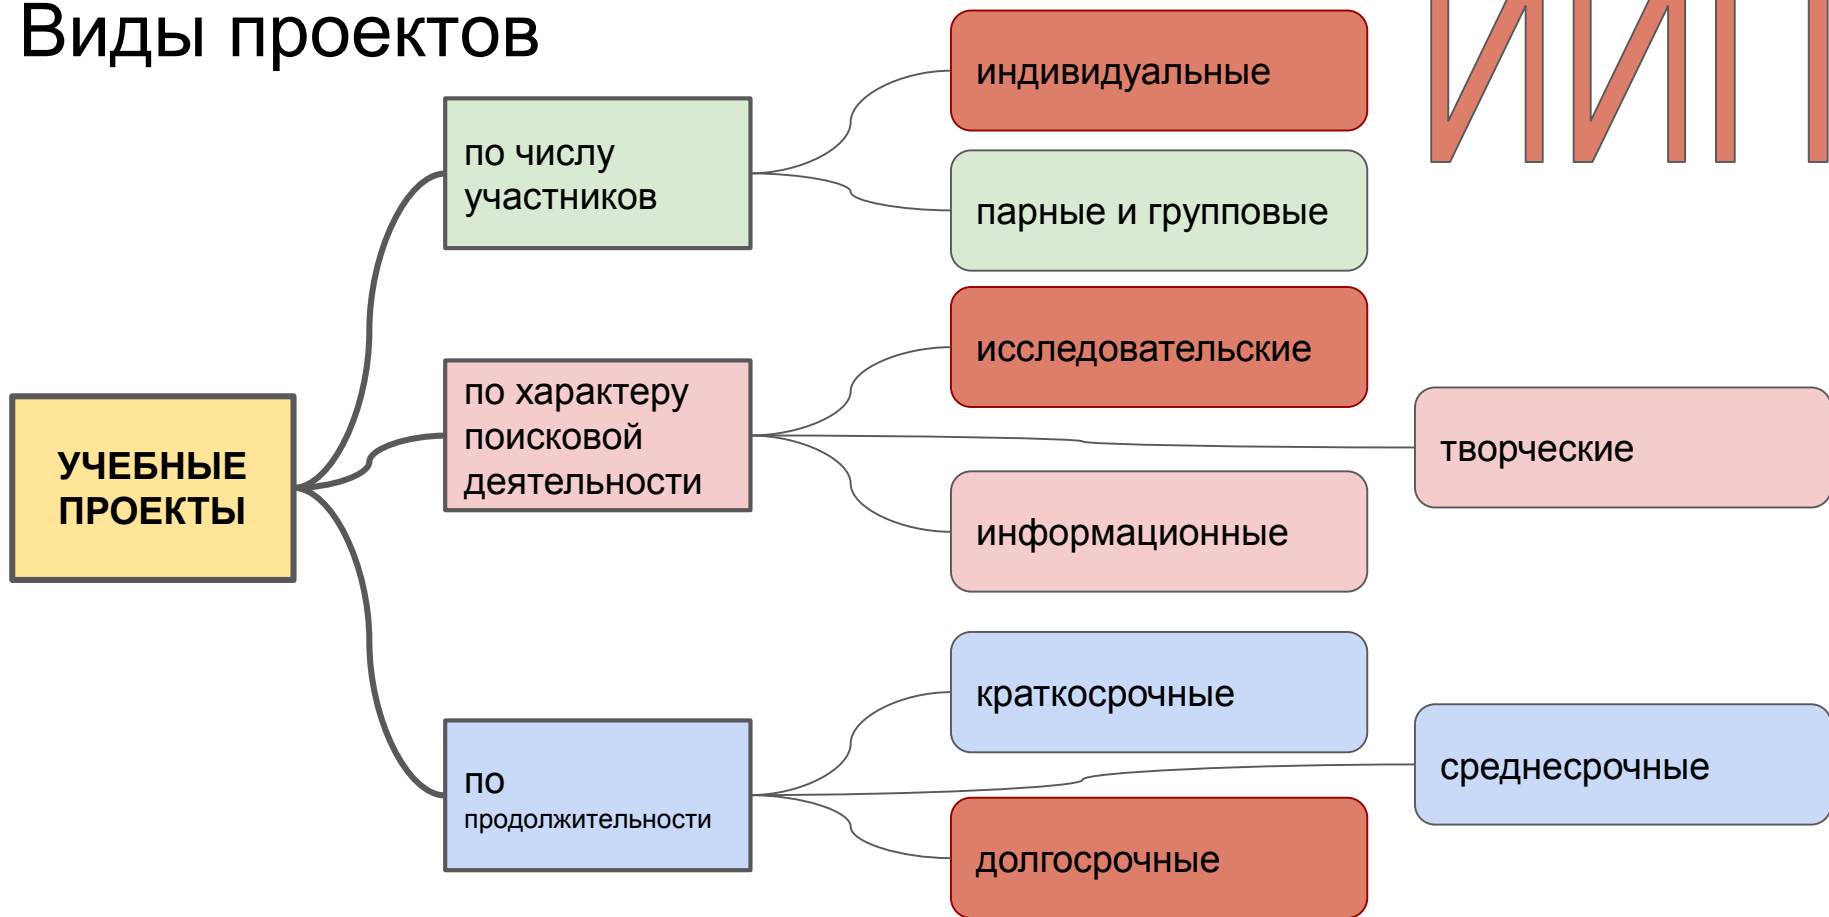 Виды проектов
ИИП
индивидуальные
по числу
участников
парные и групповые
исследовательские
по характеру
поисковой
деятельности
творческие
УЧЕБНЫЕ
ПРОЕКТЫ
информационные
краткосрочные
среднесрочные
по
продолжительности
долгосрочные